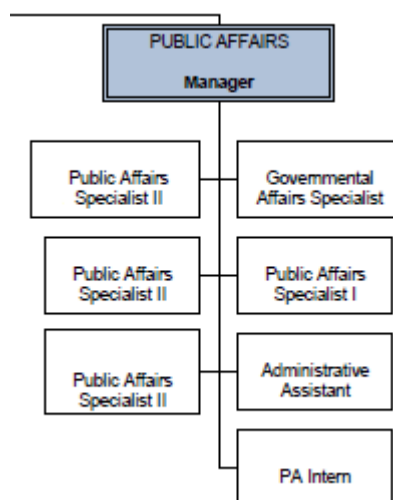 PUBLIC AFFAIRS
Manager
Public Affairs
Specialist II
Governmental
Affairs Specialist
Public Affairs
Specialist II
Public Affairs
Specialist I
Public Affairs
Specialist II
Administrative
Assistant
PA Intern